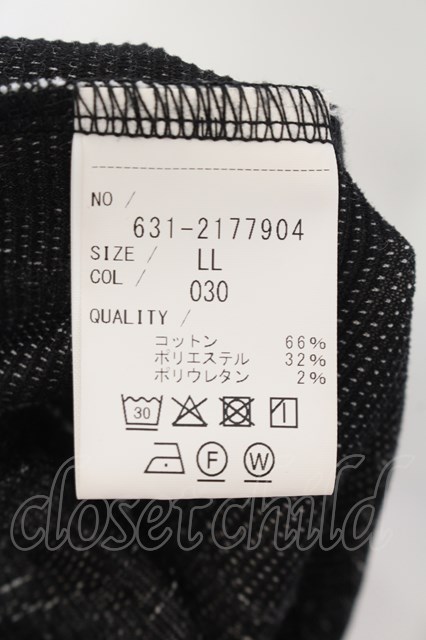 NO /
631-2177904
SIZE / LL
COL / 030
QUALITY /
コットン 66%
ポリエステル 32%
ポリウレタン 2%
30
F W
closetchild